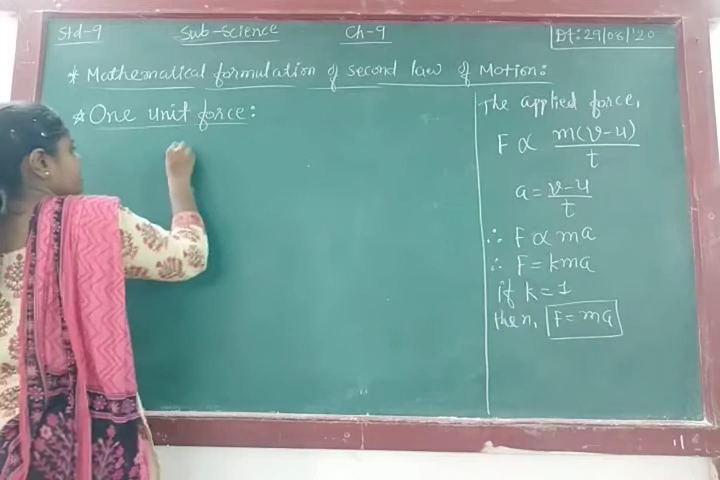 Std-9 Sub-Science Ch-9 Dt:29/08/'20
* Mathematical formulation of second law of Motion:
* One unit force:
The applied force,
F ∝ m(v-u)/t
a = v-u/t
∴ F ∝ ma
∴ F = kma
if k = 1
then, F = ma